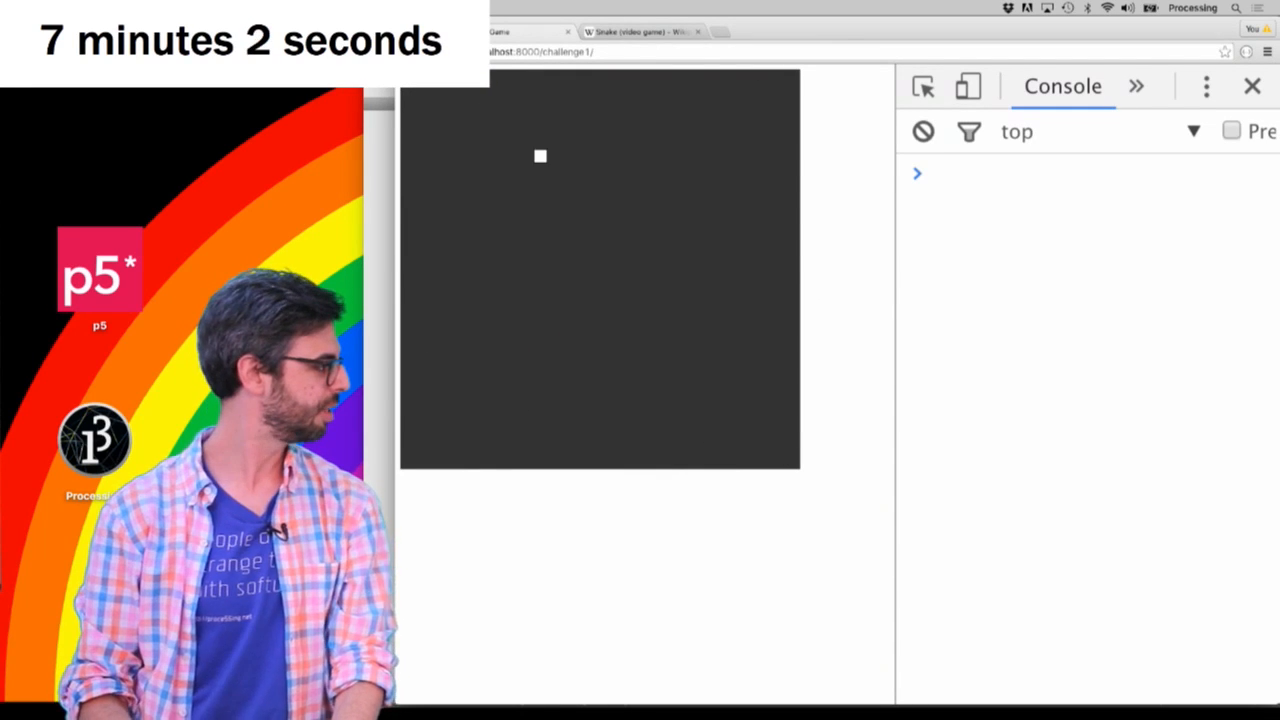 7 minutes 2 seconds
Processing
Game
Snake (video game) - Wiki
You
alhost:8000/challenge1/
Console
top
Pre
p5*
p5
Processi
ople
range t
ith softw
processing.net